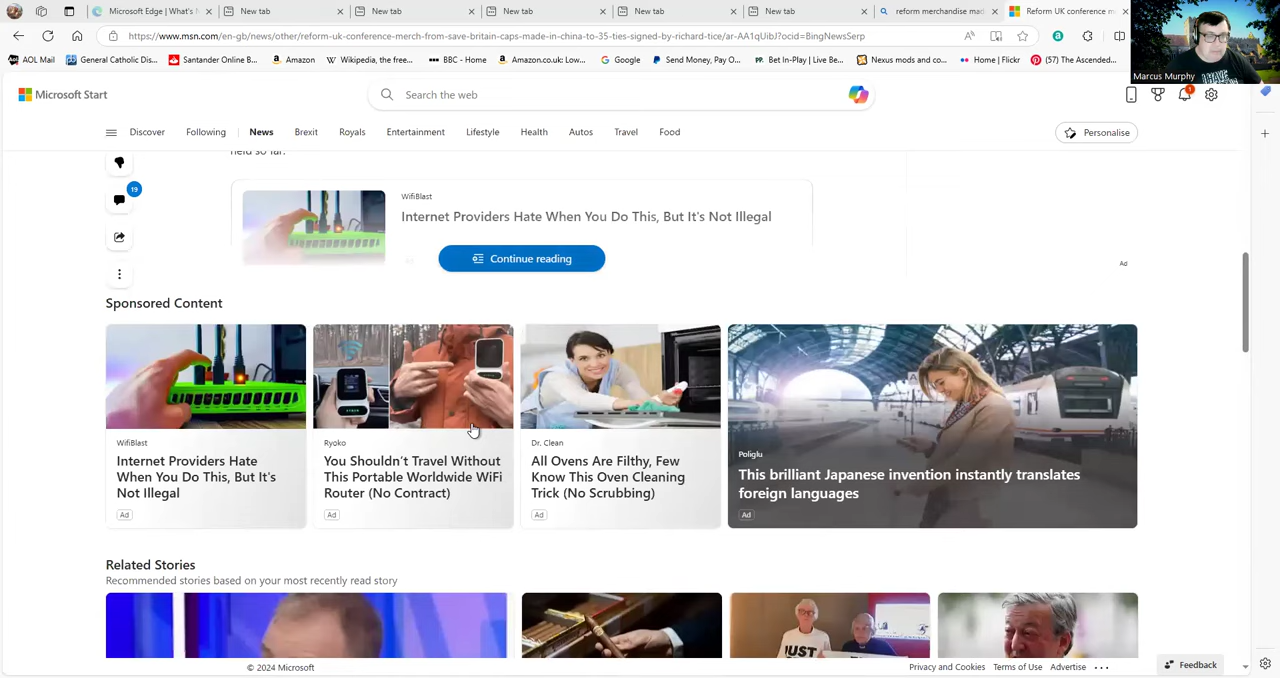 Microsoft Edge | What's N
New tab
New tab
New tab
New tab
New tab
reform merchandise mad
Reform UK conference m
https://www.msn.com/en-gb/news/other/reform-uk-conference-merch-from-save-britain-caps-made-in-china-to-35-ties-signed-by-richard-tice/ar-AA1qUibJ?ocid=BingNewsSerp
AOL Mail
General Catholic Dis...
Santander Online B...
Amazon
Wikipedia, the free...
BBC - Home
Amazon.co.uk: Low...
Google
Send Money, Pay O...
Bet In-Play | Live Be...
Nexus mods and co...
Home | Flickr
(57) The Ascended...
Marcus Murphy
Microsoft Start
Search the web
1
Discover
Following
News
Brexit
Royals
Entertainment
Lifestyle
Health
Autos
Travel
Food
Personalise
held so far.
19
WifiBlast
Internet Providers Hate When You Do This, But It's Not Illegal
Continue reading
Ad
Sponsored Content
WifiBlast
Internet Providers Hate
When You Do This, But It's
Not Illegal
Ad
Ryoko
You Shouldn't Travel Without
This Portable Worldwide WiFi
Router (No Contract)
Ad
Dr. Clean
All Ovens Are Filthy, Few
Know This Oven Cleaning
Trick (No Scrubbing)
Ad
Poliglu
This brilliant Japanese invention instantly translates
foreign languages
Ad
Related Stories
Recommended stories based on your most recently read story
JUST
© 2024 Microsoft
Privacy and Cookies
Terms of Use
Advertise
Feedback